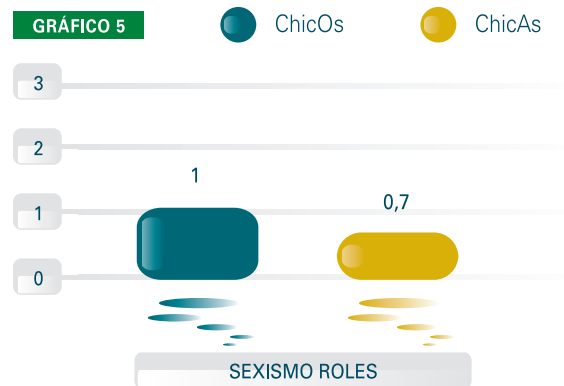 GRÁFICO 5
ChicOs
ChicAs
3
2
1
0
1
0,7
SEXISMO ROLES